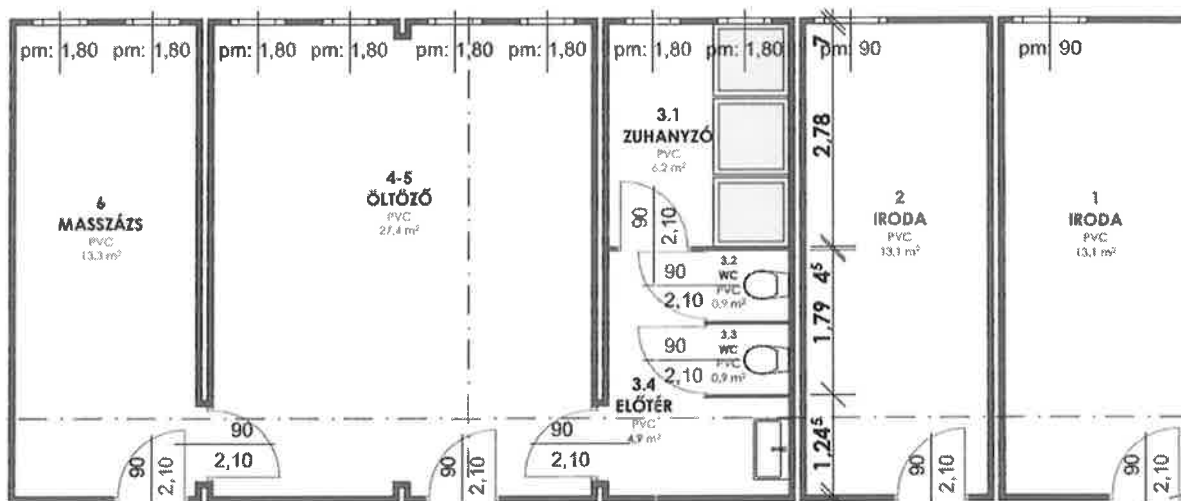 pm: 1,80 pm: 1,80 pm: 1,80 pm: 1,80 pm: 1,80 pm: 1,80 pm: 1,80 pm: 1,80 pm: 90 pm: 90
7
3.1
ZUHANYZÓ
PVC
6,2 m²
2,78
4-5
ÖLTÖZŐ
PVC
27,4 m²
6
MASSZÁZS
PVC
13,3 m²
2
IRODA
PVC
13,1 m²
1
IRODA
PVC
13,1 m²
90
2,10
3.2
WC
PVC
0,9 m²
90
2,10
4⁵
1,79
3.3
WC
PVC
0,9 m²
90
2,10
3.4
ELŐTÉR
PVC
4,9 m²
1,24⁵
90
2,10
90
2,10
90
2,10
90
2,10
90
2,10
90
2,10